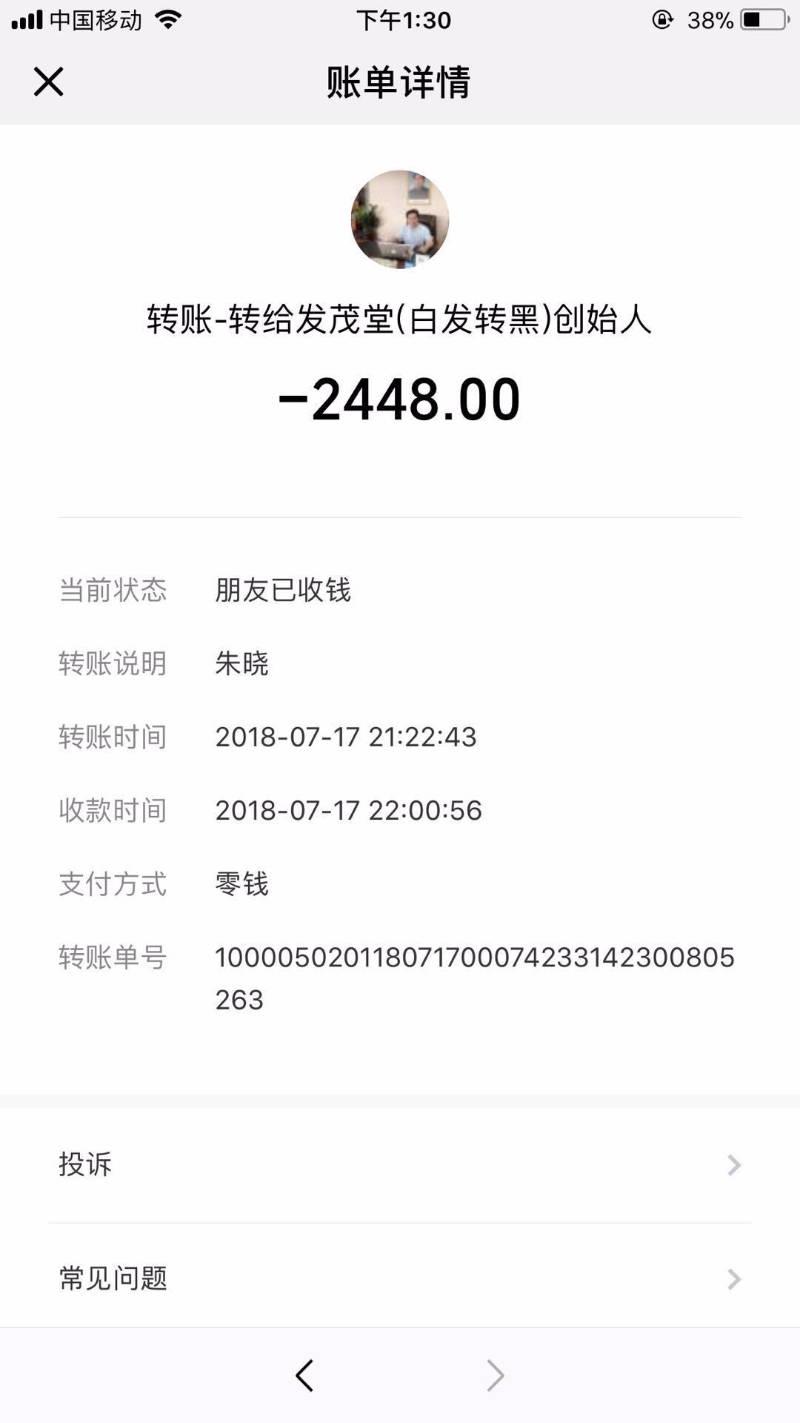 中国移动 下午1:30 38%
账单详情
转账-转给发茂堂(白发转黑)创始人
-2448.00
当前状态 朋友已收钱
转账说明 朱晓
转账时间 2018-07-17 21:22:43
收款时间 2018-07-17 22:00:56
支付方式 零钱
转账单号 100005020118071700074233142300805
263
投诉
常见问题